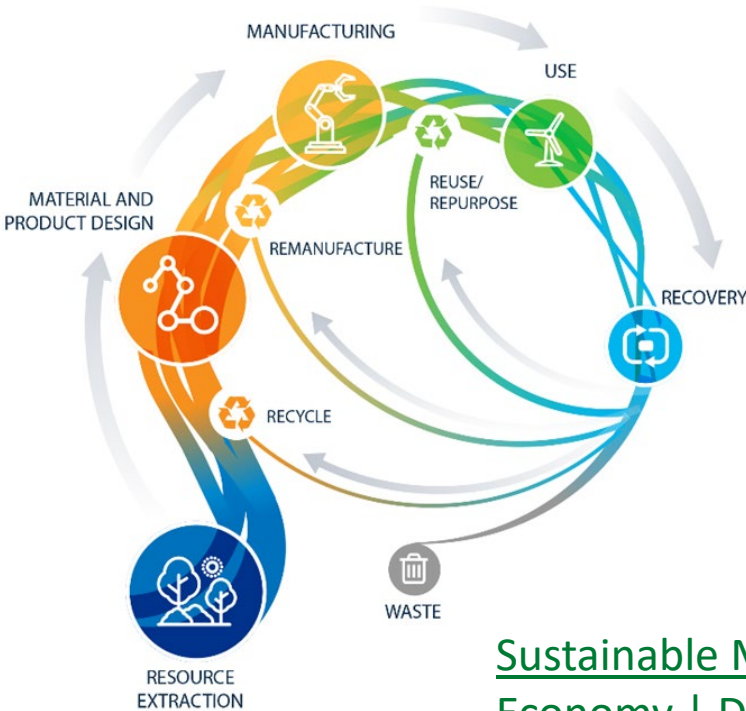 MANUFACTURING
USE
REUSE/
REPURPOSE
MATERIAL AND
PRODUCT DESIGN
REMANUFACTURE
RECOVERY
RECYCLE
WASTE
RESOURCE
EXTRACTION
Sustainable
Economy |